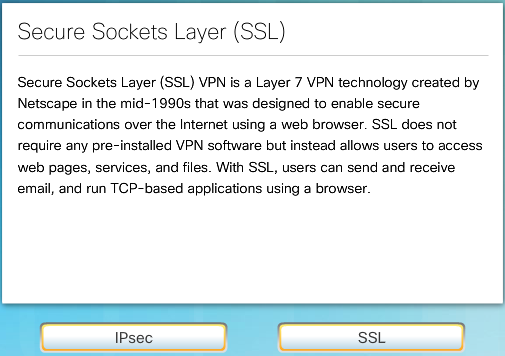 Secure Sockets Layer (SSL)
Secure Sockets Layer (SSL) VPN is a Layer 7 VPN technology created by
Netscape in the mid-1990s that was designed to enable secure
communications over the Internet using a web browser. SSL does not
require any pre-installed VPN software but instead allows users to access
web pages, services, and files. With SSL, users can send and receive
email, and run TCP-based applications using a browser.
IPsec
SSL